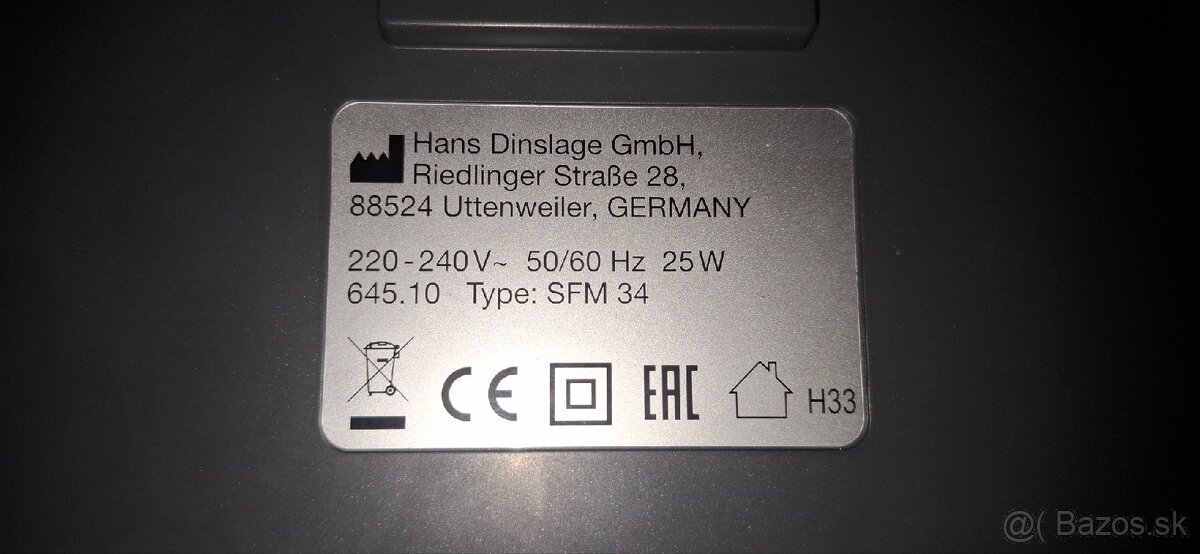 Hans Dinslage GmbH,
Riedlinger Straße 28,
88524 Uttenweiler, GERMANY
220-240V~ 50/60 Hz 25W
645.10 Type: SFM 34
CE EAC H33
@( Bazos.sk